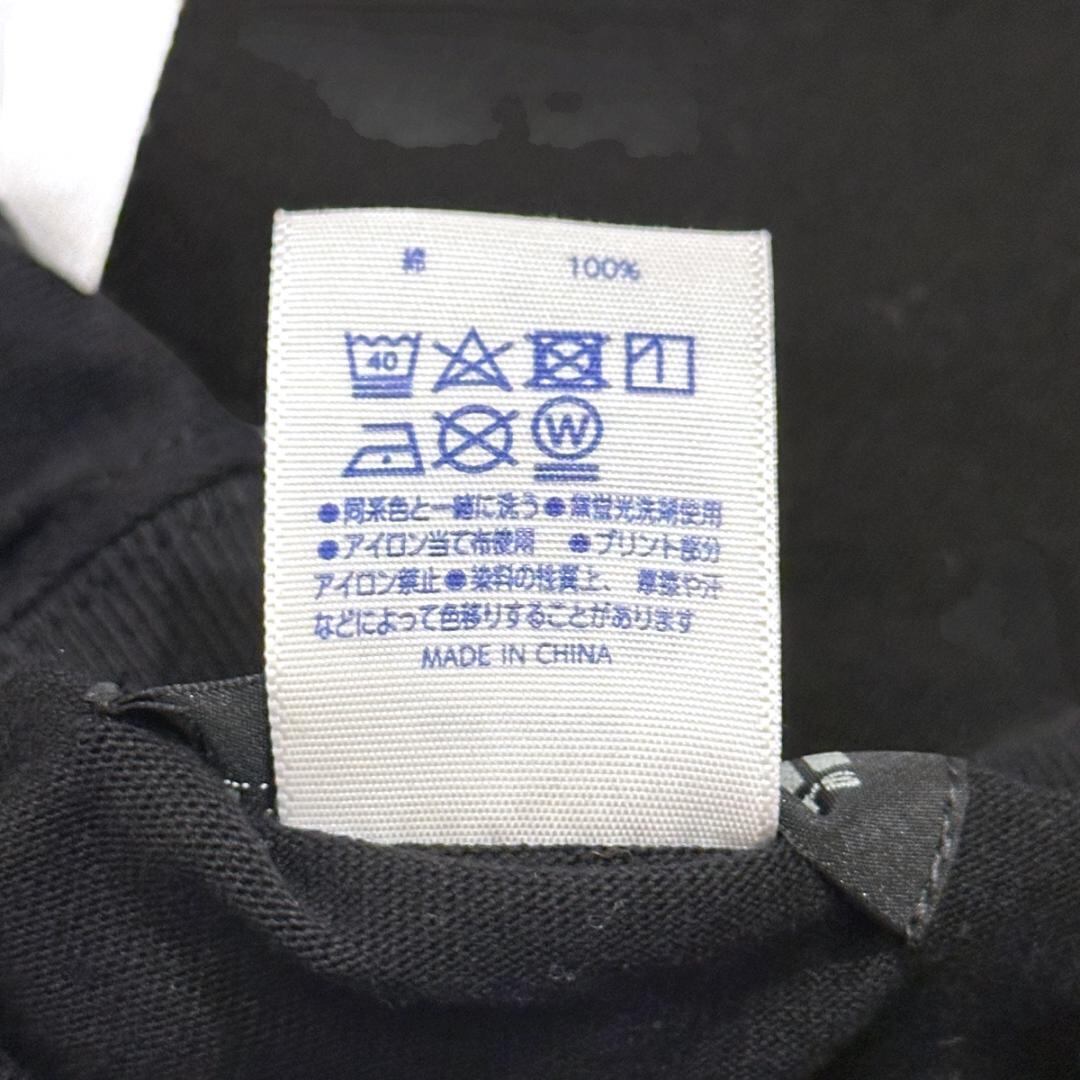 綿 100%
40
W
●同系色と一緒に洗う●無蛍光洗剤使用
●アイロン当て布使用 ●プリント部分
アイロン禁止●染料の性質上、摩擦や汗
などによって色移りすることがあります
MADE IN CHINA